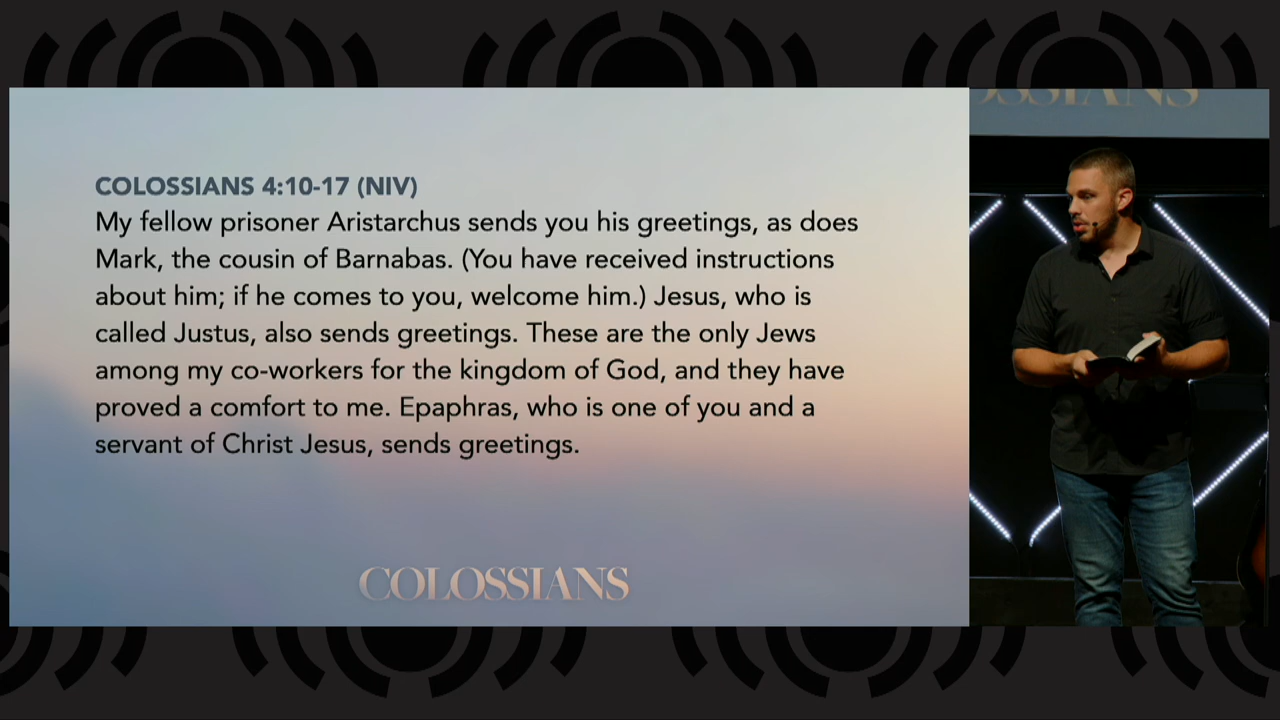 COLOSSIANS 4:10-17 (NIV)
My fellow prisoner Aristarchus sends you his greetings, as does
Mark, the cousin of Barnabas. (You have received instructions
about him; if he comes to you, welcome him.) Jesus, who is
called Justus, also sends greetings. These are the only Jews
among my co-workers for the kingdom of God, and they have
proved a comfort to me. Epaphras, who is one of you and a
servant of Christ Jesus, sends greetings.
COLOSSIANS
OSSIANS